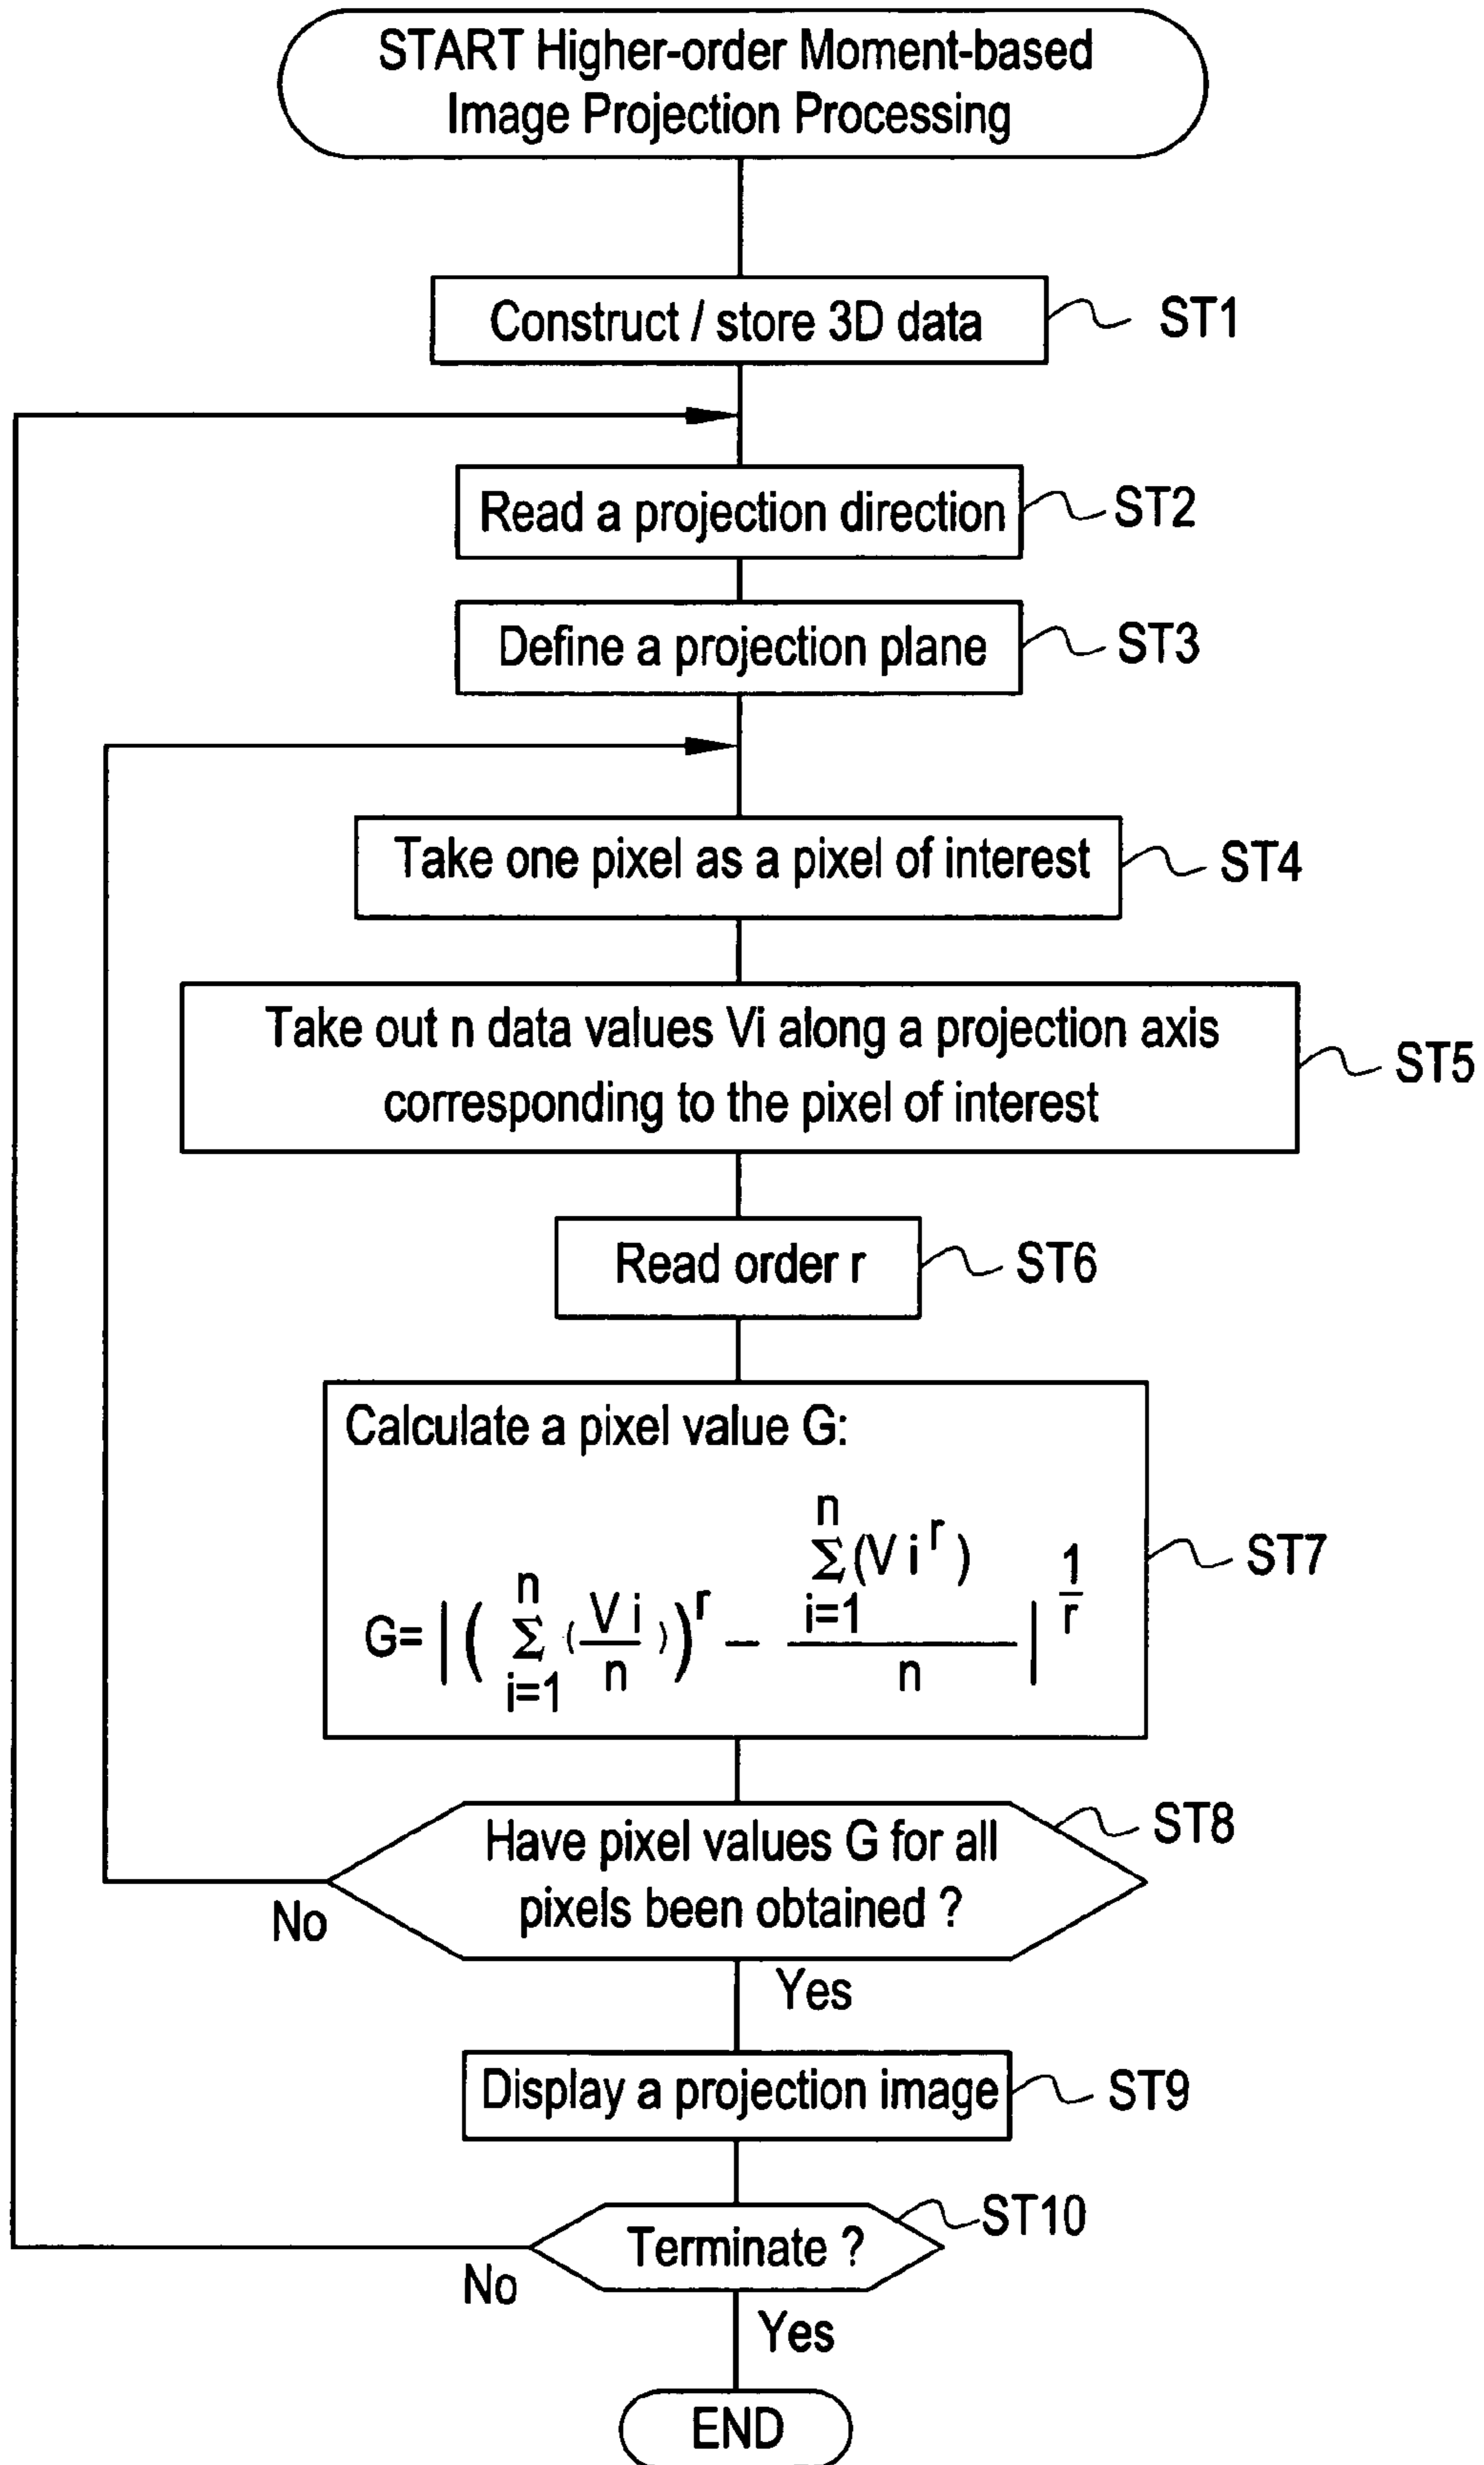 START Higher-order Moment-based
Image Projection Processing
Construct / store 3D data
ST1
Read a projection direction
ST2
Define a projection plane
ST3
Take one pixel as a pixel of interest
ST4
Take out n data values Vi along a projection axis
corresponding to the pixel of interest
ST5
Read order r
ST6
Calculate a pixel value G:
G=|( n Σ i=1 (Vi/n))^r − n Σ i=1 (Vi^r) / n |^1/r
ST7
Have pixel values G for all
pixels been obtained ?
ST8
No
Yes
Display a projection image
ST9
Terminate ?
ST10
No
Yes
END